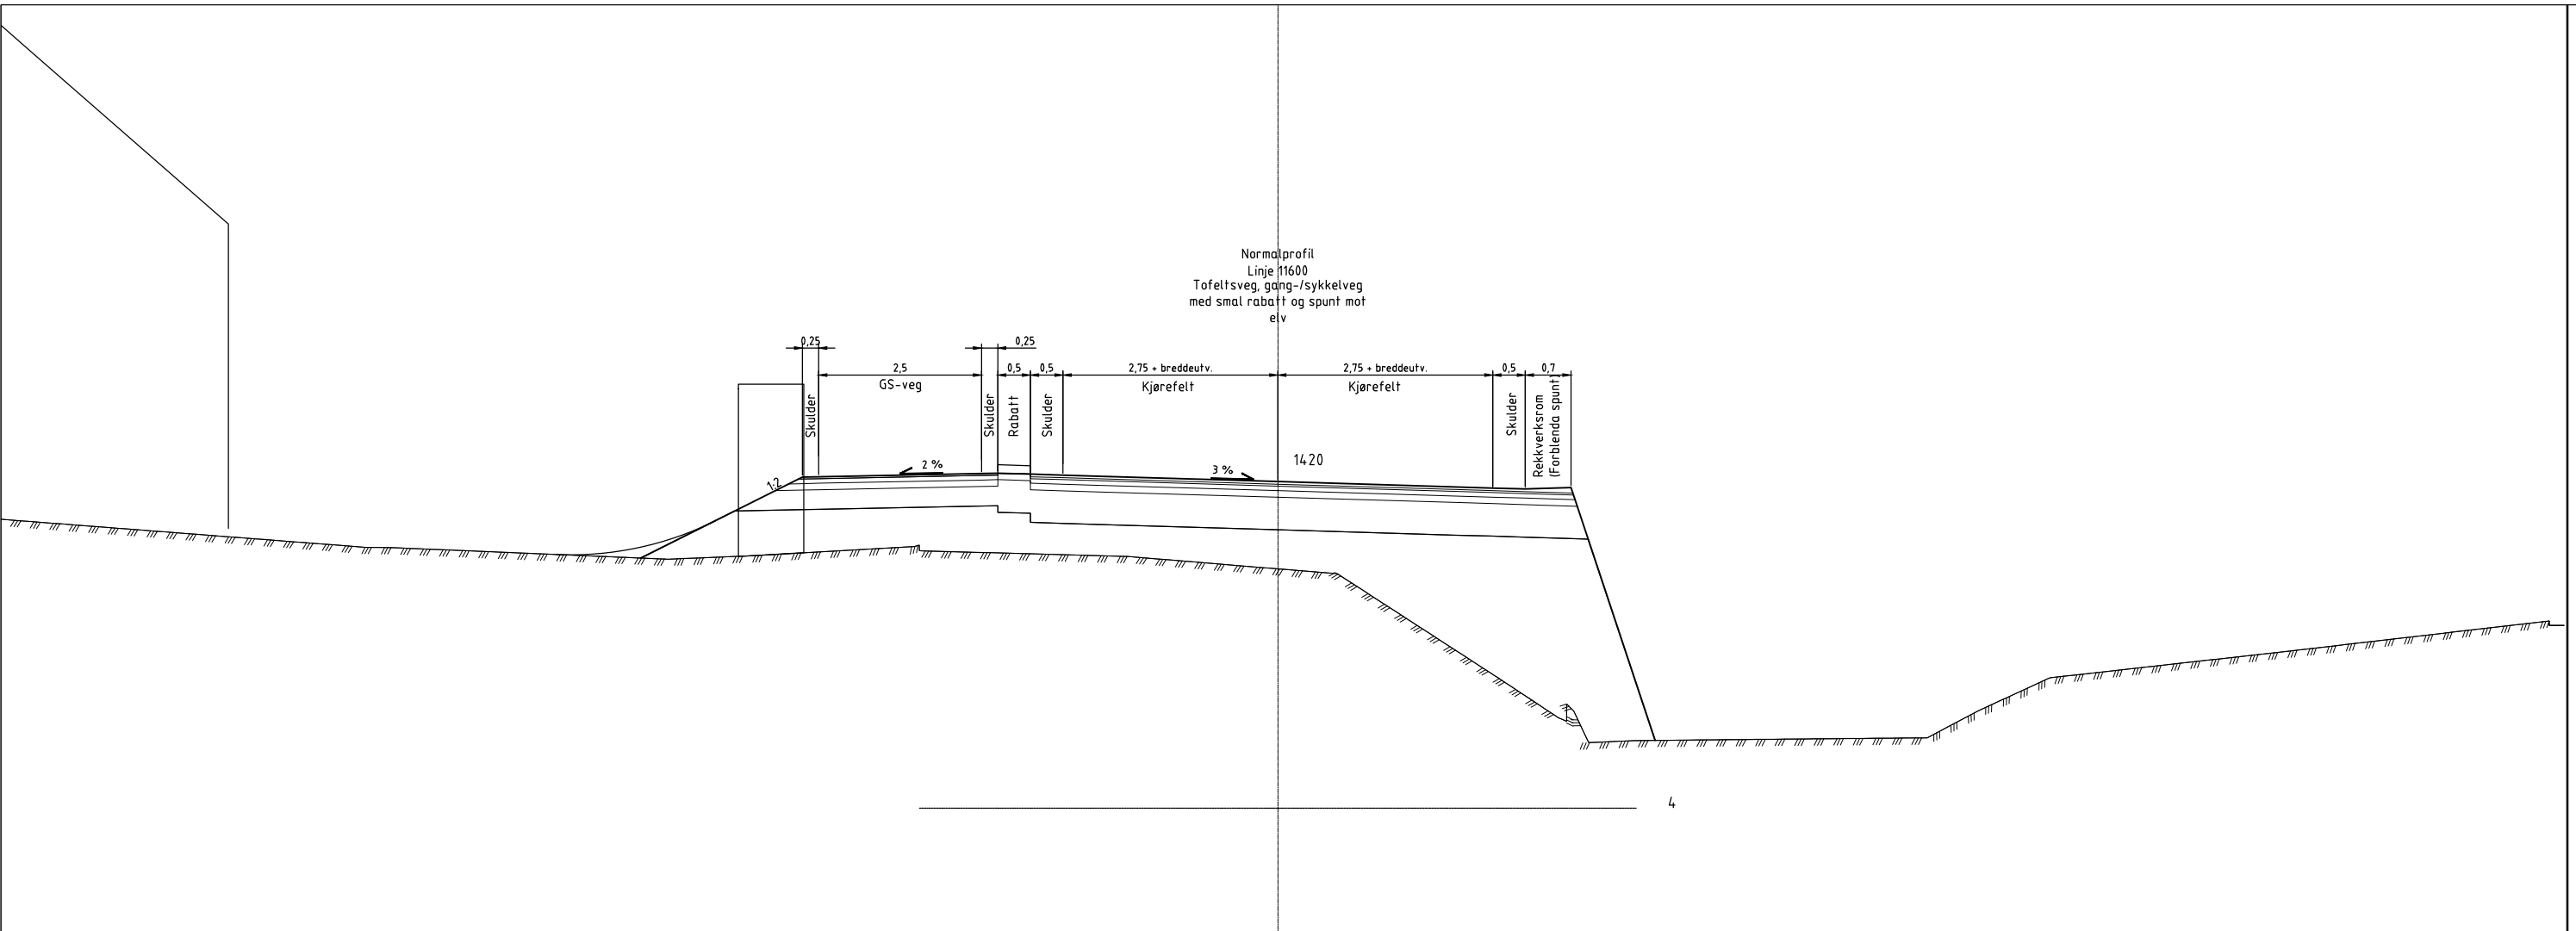 Normalprofil
Linje 11600
Tofeltsveg, gang-/sykkelveg
med smal rabatt og spunt mot
elv
0,25
0,25
2,5
0,5
0,5
2,75 + breddeutv.
2,75 + breddeutv.
0,5
0,7
GS-veg
Kjørefelt
Kjørefelt
Skulder
Skulder
Rabatt
Skulder
Skulder
Rekkverksrom
(Forblenda spunt)
1:2
2 %
3 %
1420
4